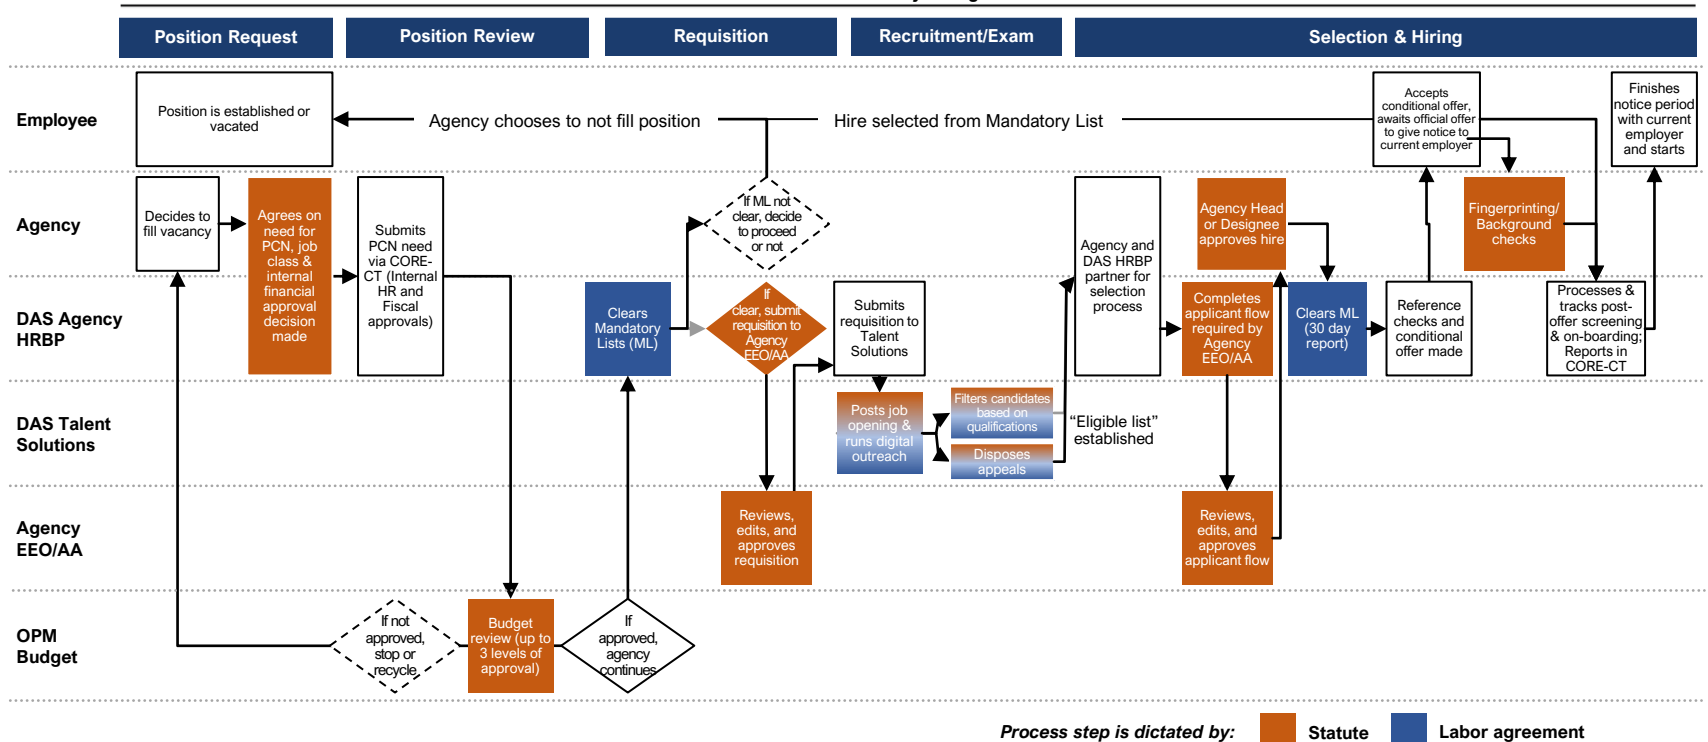 Position Request
Position Review
Requisition
Recruitment/Exam
Selection & Hiring
Employee
Position is established or
vacated
Agency chooses to not fill position
Hire selected from Mandatory List
Accepts
conditional offer,
awaits official offer
to give notice to
current employer
Finishes
notice period
with current
employer
and starts
Agency
Decides to
fill vacancy
Agrees on
need for
PCN, job
class &
internal
financial
approval
decision
made
Submits
PCN need
via CORE-
CT (Internal
HR and
Fiscal
approvals)
If ML not
clear, decide
to proceed
or not
Agency and
DAS HRBP
partner for
selection
process
Agency Head
or Designee
approves hire
Fingerprinting/
Background
checks
DAS Agency
HRBP
Clears
Mandatory
Lists (ML)
If
clear, submit
requisition to
Agency
EEO/AA
Submits
requisition to
Talent
Solutions
Completes
applicant flow
required by
Agency
EEO/AA
Clears ML
(30 day
report)
Reference
checks and
conditional
offer made
Processes &
tracks post-
offer screening
& on-boarding;
Reports in
CORE-CT
DAS Talent
Solutions
Posts job
opening &
runs digital
outreach
Filters candidates
based on
qualifications
Disposes
appeals
“Eligible list”
established
Agency
EEO/AA
Reviews,
edits, and
approves
requisition
Reviews,
edits, and
approves
applicant flow
OPM
Budget
If not
approved,
stop or
recycle
Budget
review (up to
3 levels of
approval)
If
approved,
agency
continues
Process step is dictated by:
Statute
Labor agreement